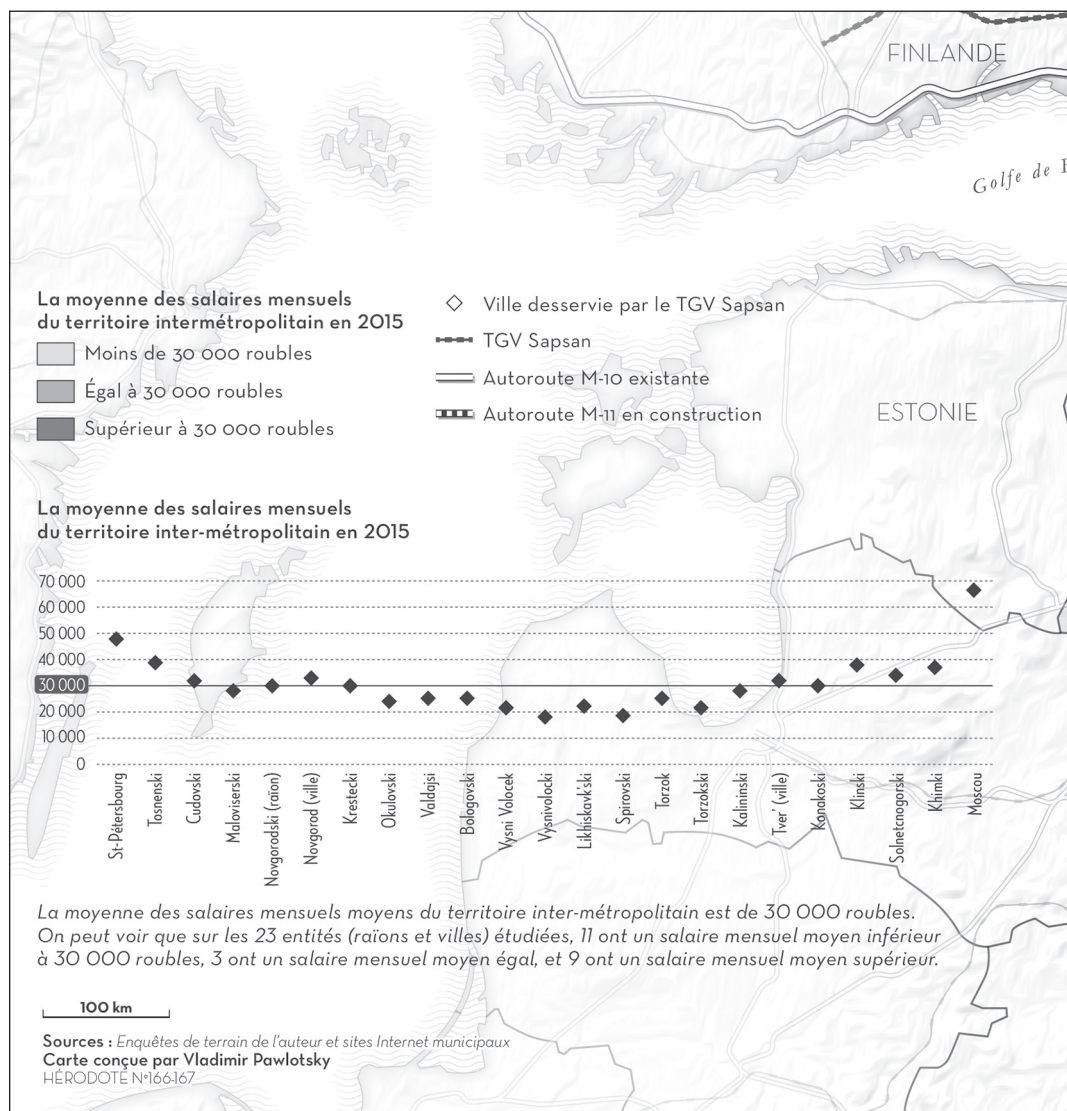 FINLANDE
Golfe de
ESTONIE
La moyenne des salaires mensuels
du territoire intermétropolitain en 2015
Moins de 30 000 roubles
Égal à 30 000 roubles
Supérieur à 30 000 roubles
Ville desservie par le TGV Sapsan
TGV Sapsan
Autoroute M-10 existante
Autoroute M-11 en construction
La moyenne des salaires mensuels
du territoire inter-métropolitain en 2015
70 000
60 000
50 000
40 000
30 000
20 000
10 000
0
St-Pétersbourg
Tosnenski
Cudovski
Maloviserski
Novgorodski (raïon)
Novgorod (ville)
Krestecki
Okulovski
Valdajsi
Bologovski
Vysni Volocek
Vysnivolocki
Likhiskavk'ski
Spirovski
Torzok
Torzokski
Kalininski
Tver' (ville)
Konakoski
Klnski
Solnetcnogorski
Khimki
Moscou
La moyenne des salaires mensuels moyens du territoire inter-métropolitain est de 30 000 roubles.
On peut voir que sur les 23 entités (raïons et villes) étudiées, 11 ont un salaire mensuel moyen inférieur
à 30 000 roubles, 3 ont un salaire mensuel moyen égal, et 9 ont un salaire mensuel moyen supérieur.
100 km
Sources : Enquêtes de terrain de l'auteur et sites Internet municipaux
Carte conçue par Vladimir Pawlotsky
HÉRODOTE N°166-167